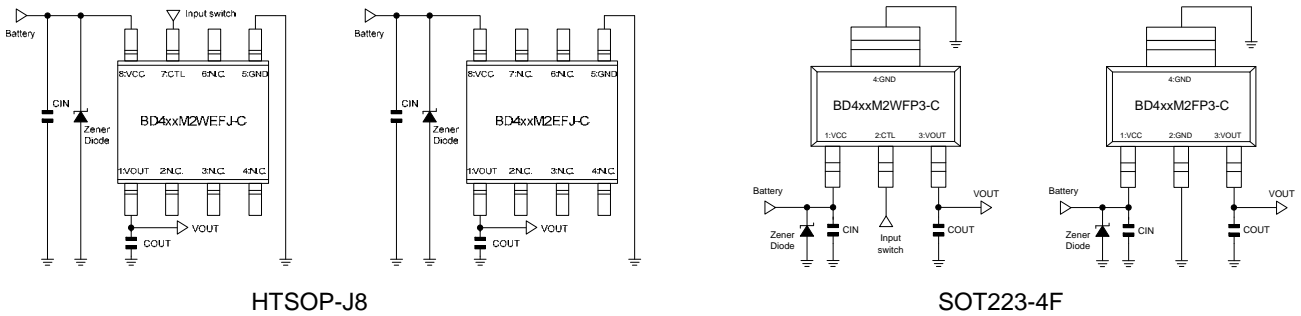 Battery
CIN
Zener
Diode
Input switch
8:VCC 7:CTL 6:N.C. 5:GND
BD4xxM2WEFJ-C
1:VOUT 2:N.C. 3:N.C. 4:N.C.
VOUT
COUT
Battery
CIN
Zener
Diode
8:VCC 7:N.C. 6:N.C. 5:GND
BD4xxM2EFJ-C
1:VOUT 2:N.C. 3:N.C. 4:N.C.
VOUT
COUT
HTSOP-J8
4:GND
BD4xxM2WFP3-C
1:VCC 2:CTL 3:VOUT
Battery
VOUT
Zener
Diode
CIN
Input
switch
COUT
4:GND
BD4xxM2FP3-C
1:VCC 2:GND 3:VOUT
Battery
VOUT
Zener
Diode
CIN
COUT
SOT223-4F